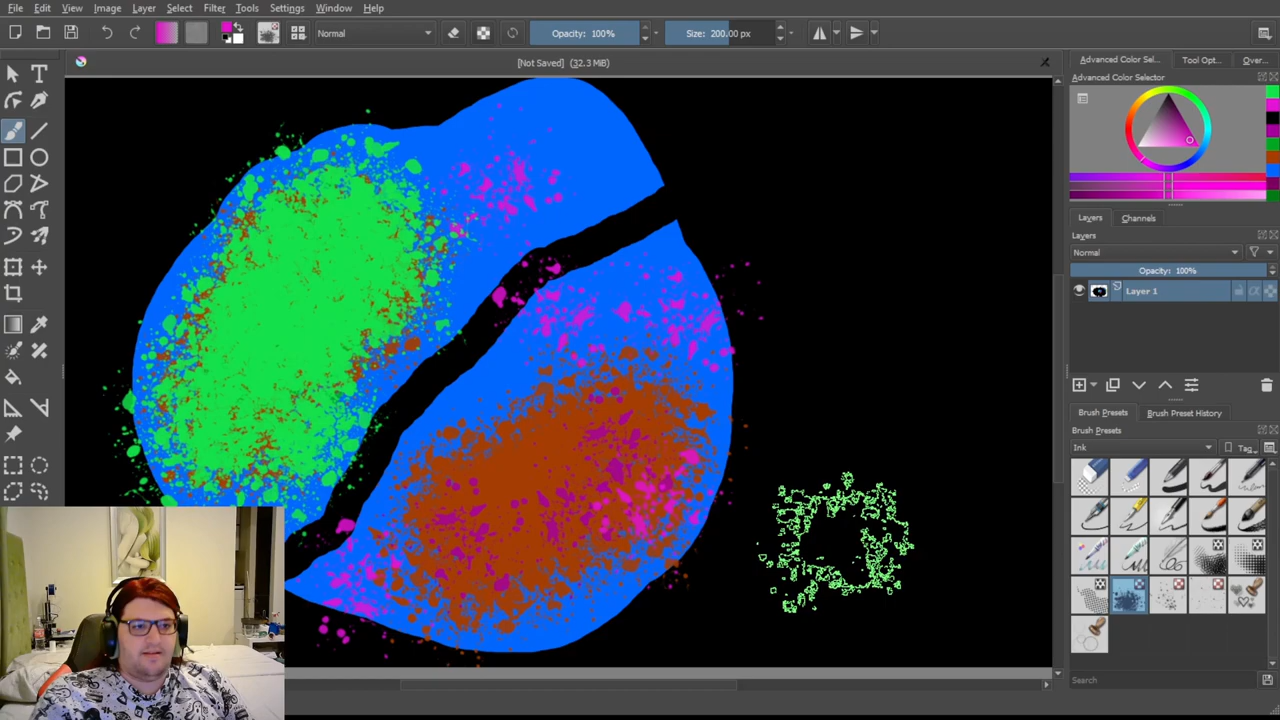 File Edit View Image Layer Select Filter Tools Settings Window Help
Normal Opacity: 100% Size: 200.00 px
[Not Saved] (32.3 MiB)
Advanced Color Sel... Tool Opt... Over...
Advanced Color Selector
Layers Channels
Layers
Normal
Opacity: 100%
Layer 1
Brush Presets Brush Preset History
Brush Presets
Ink Tag
Search